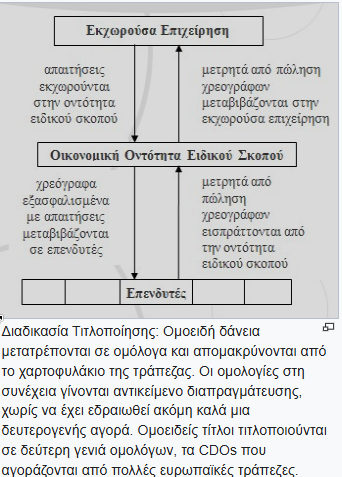 Εκχωρούσα Επιχείρηση
απαιτήσεις
εκχωρούνται
στην οντότητα
ειδικού σκοπού
μετρητά από πώληση
χρεογράφων
μεταβιβάζονται στην
εκχωρούσα επιχείρηση
Οικονομική Οντότητα Ειδικού Σκοπού
χρεόγραφα
εξασφαλισμένα
με απαιτήσεις
μεταβιβάζονται
σε επενδυτές
μετρητά από
πώληση
χρεογράφων
εισπράττονται από
την οντότητα
ειδικού σκοπού
Επενδυτές
Διαδικασία Τιτλοποίησης: Ομοειδή δάνεια
μετατρέπονται σε ομόλογα και απομακρύνονται από
το χαρτοφυλάκιο της τράπεζας. Οι ομολογίες στη
συνέχεια γίνονται αντικείμενο διαπραγμάτευσης,
χωρίς να έχει εδραιωθεί ακόμη καλά μια
δευτερογενής αγορά. Ομοειδείς τίτλοι τιτλοποιούνται
σε δεύτερη γενιά ομολόγων, τα CDOs που
αγοράζονται από πολλές ευρωπαϊκές τράπεζες.